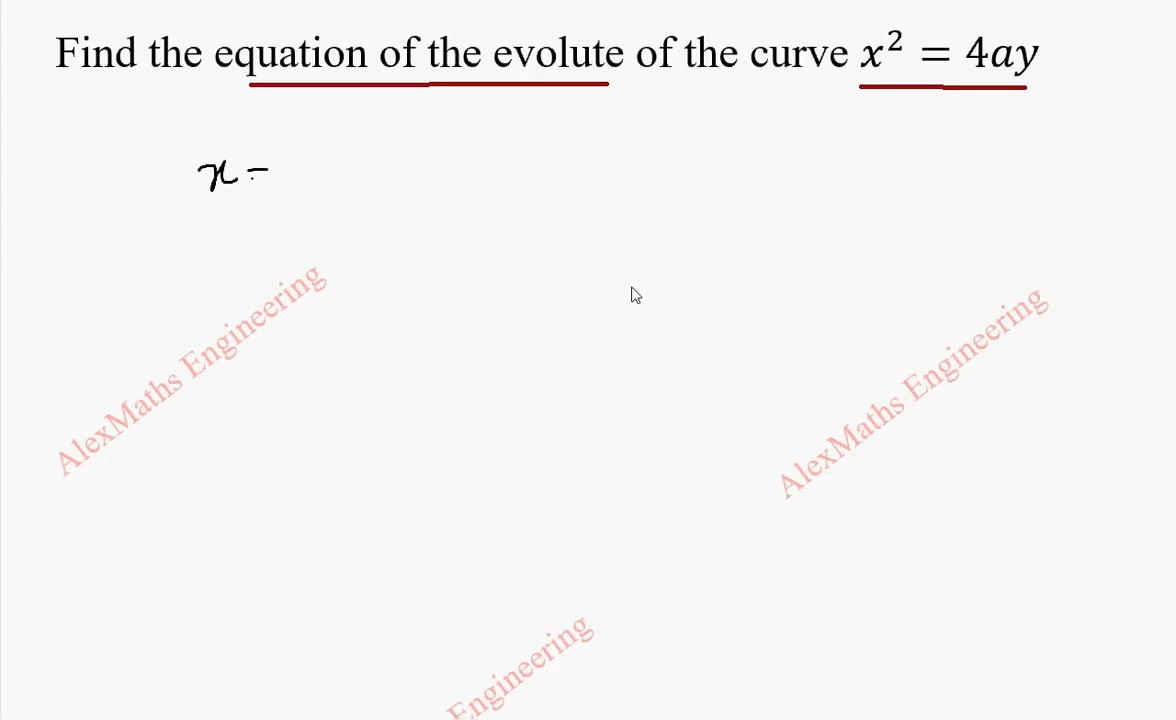 Find the equation of the evolute of the curve x² = 4ay
x =
AlexMaths Engineering
AlexMaths Engineering
Engineering